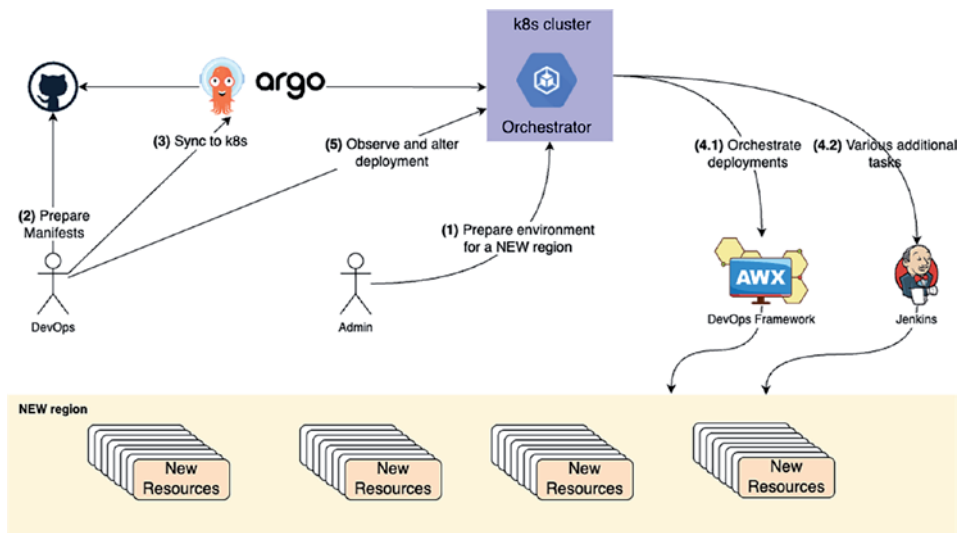 k8s cluster
argo
Orchestrator
(3) Sync to k8s
(5) Observe and alter
deployment
(4.1) Orchestrate
deployments
(4.2) Various additional
tasks
(2) Prepare
Manifests
(1) Prepare environment
for a NEW region
AWX
DevOps
Admin
DevOps Framework
Jenkins
NEW region
New
Resources
New
Resources
New
Resources
New
Resources